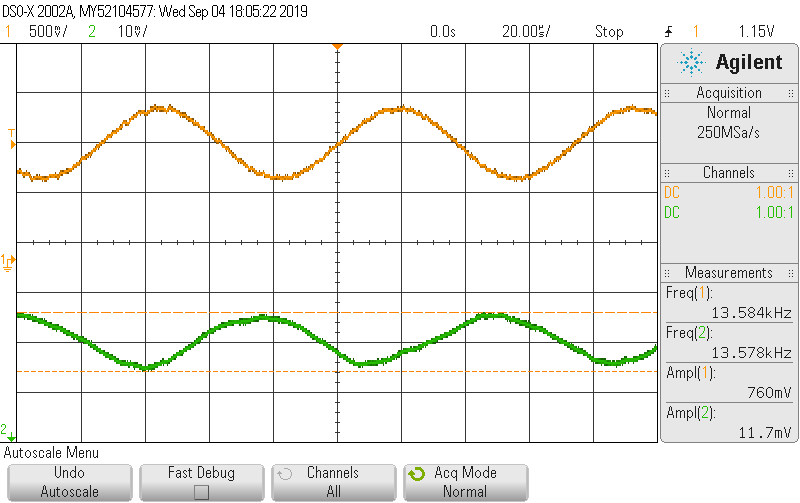 DSO-X 2002A, MY52104577: Wed Sep 04 18:05:22 2019
1 500mV/ 2 10mV/ 0.0s 20.00us/ Stop 1 1.15V
Agilent
Acquisition
Normal
250MSa/s
Channels
DC 1.00:1
DC 1.00:1
Measurements
Freq(1):
13.584kHz
Freq(2):
13.578kHz
Ampl(1):
760mV
Ampl(2):
11.7mV
T
1
2
Autoscale Menu
Undo
Autoscale
Fast Debug
Channels
All
Acq Mode
Normal